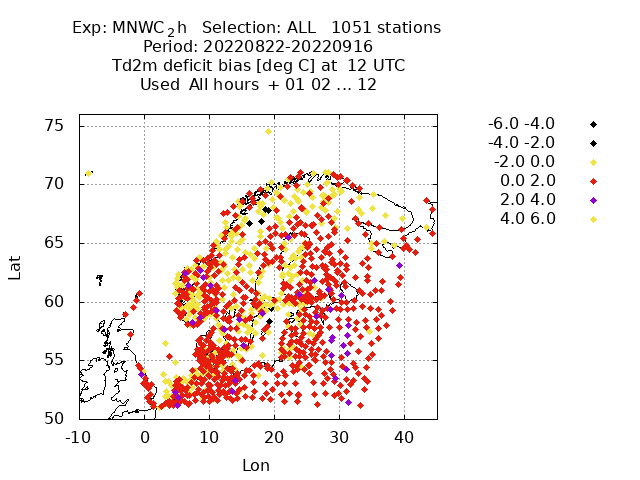 Exp: MNWC2h Selection: ALL 1051 stations
Period: 20220822-20220916
Td2m deficit bias [deg C] at 12 UTC
Used All hours + 01 02 ... 12
75
70
65
60
55
50
-10 0 10 20 30 40
Lat
Lon
-6.0 -4.0
-4.0 -2.0
-2.0 0.0
0.0 2.0
2.0 4.0
4.0 6.0